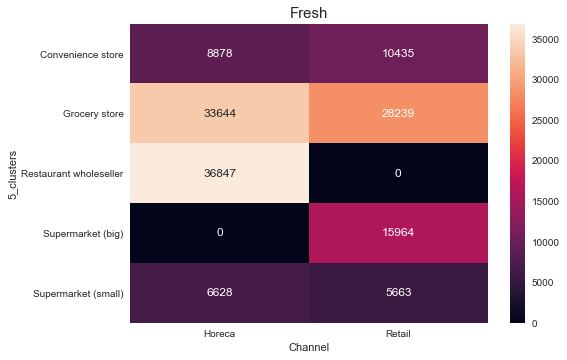 Fresh
Convenience store 8878 10435
Grocery store 33644 28239
Restaurant wholeseller 36847 0
Supermarket (big) 0 15964
Supermarket (small) 6628 5663
Horeca Retail
Channel
5_clusters
35000
30000
25000
20000
15000
10000
5000
0